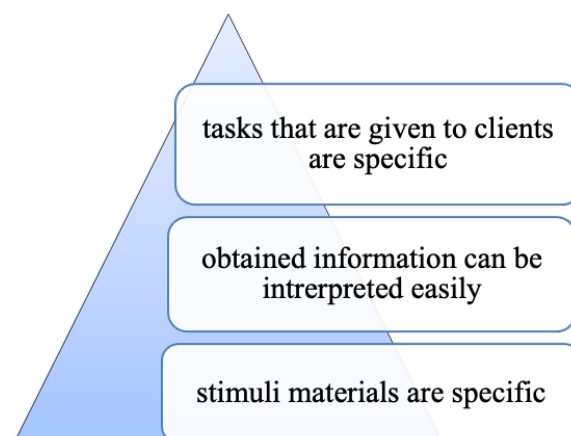 tasks that are given to clients
are specific
obtained information can be
intrerpreted easily
stimuli materials are specific